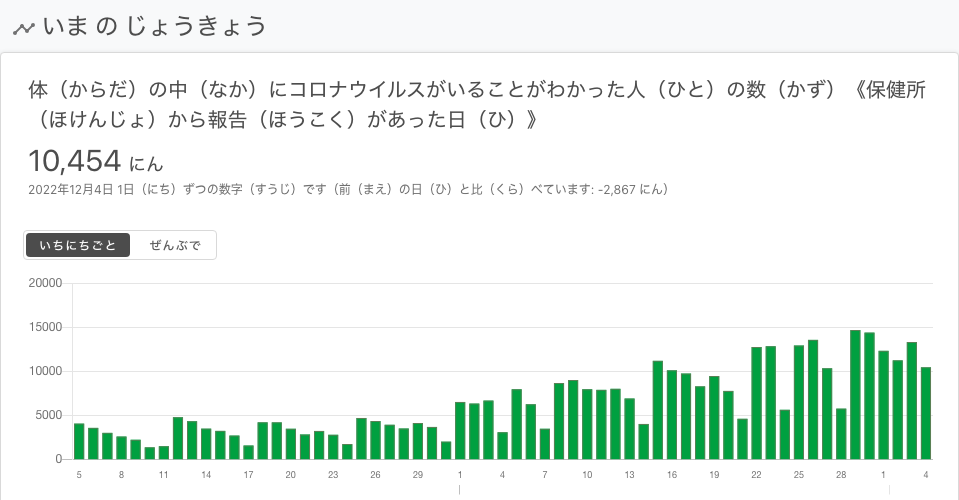 いま の じょうきょう
体（からだ）の中（なか）にコロナウイルスがいることがわかった人（ひと）の数（かず）《保健所
（ほけんじょ）から報告（ほうこく）があった日（ひ）》
10,454 にん
2022年12月4日 1日（にち）ずつの数字（すうじ）です（前（まえ）の日（ひ）と比（くら）べています: -2,867 にん）
いちにちごと ぜんぶで
20000
15000
10000
5000
0
5 8 11 14 17 20 23 26 29 1 4 7 10 13 16 19 22 25 28 1 4